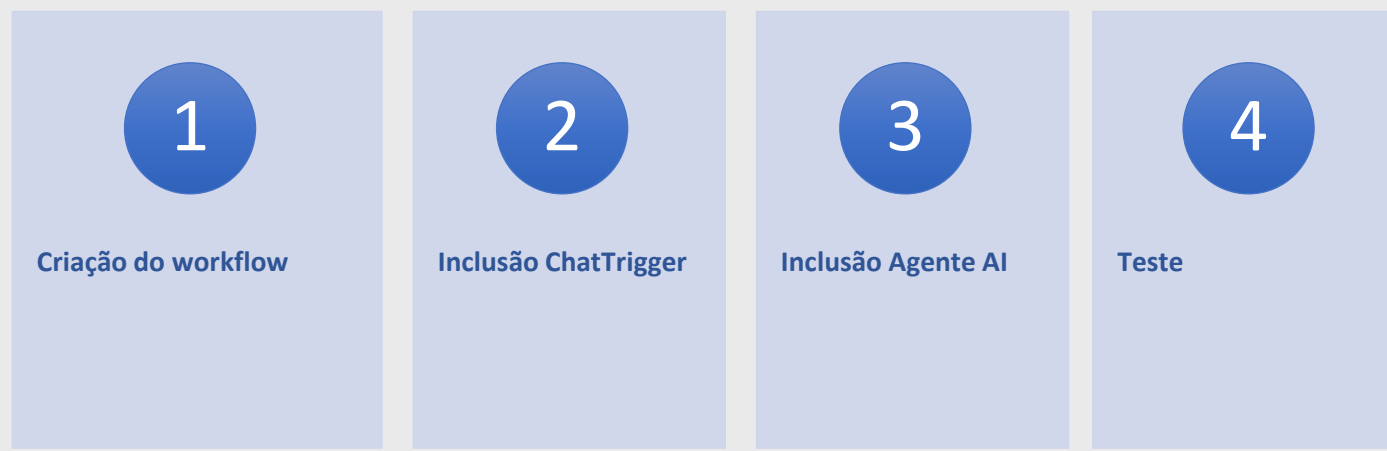 1
Criação do workflow
2
Inclusão ChatTrigger
3
Inclusão Agente AI
4
Teste